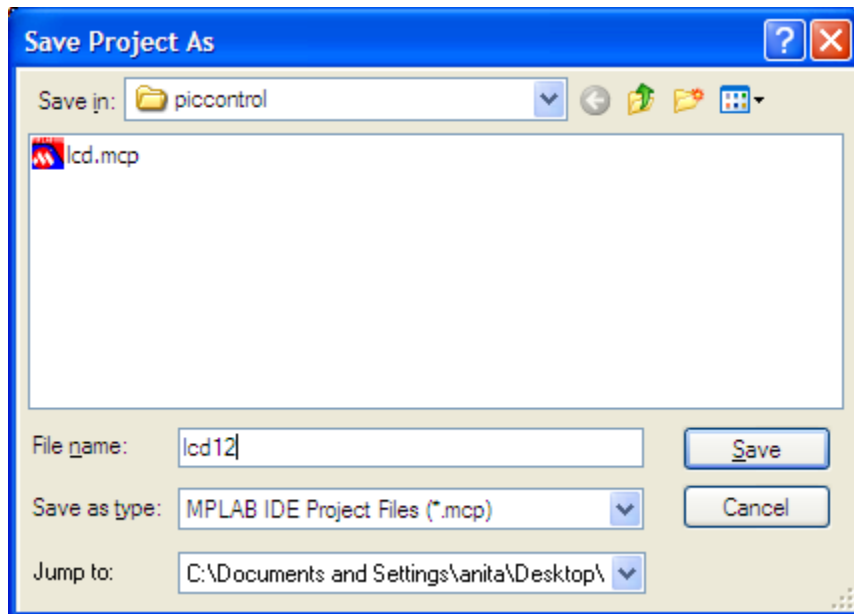 Save Project As
Save in: piccontrol
lcd.mcp
File name: lcd12
Save
Save as type: MPLAB IDE Project Files (*.mcp)
Cancel
Jump to: C:\Documents and Settings\anita\Desktop\